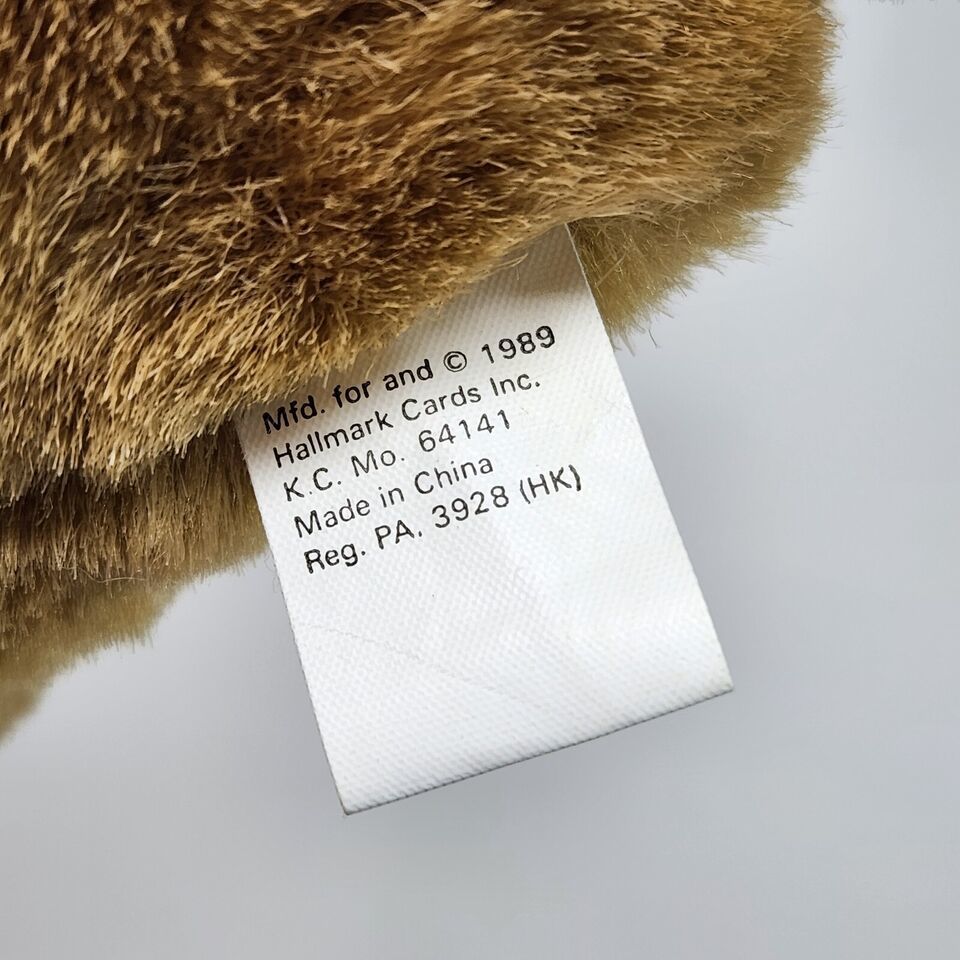 Mfd. for and © 1989
Hallmark Cards Inc.
K.C. Mo. 64141
Made in China
Reg. PA. 3928 (HK)